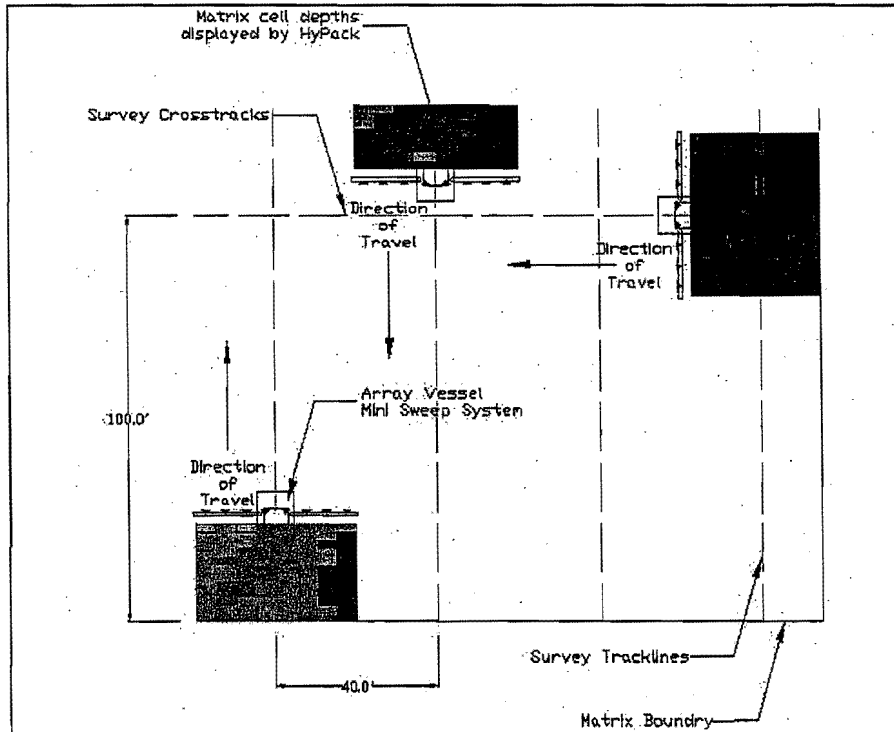 Matrix cell depths
displayed by HyPack
Survey Crosstracks
Direction
of
Travel
Direction
of
Travel
100.0'
Array Vessel
Mini Sweep System
Direction
of
Travel
Survey Tracklines
40.0'
Matrix Boundry